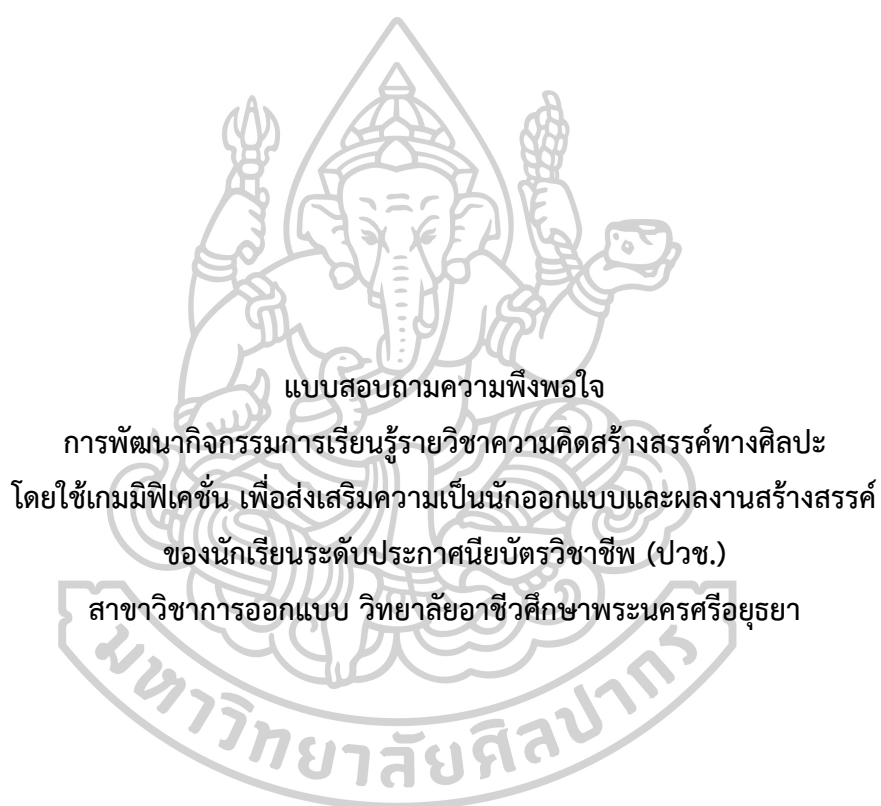 แบบสอบถามความพึงพอใจ
การพัฒนากิจกรรมการเรียนรู้รายวิชาความคิดสร้างสรรค์ทางศิลปะ
โดยใช้เกมมิฟิเคชั่น เพื่อส่งเสริมความเป็นนักออกแบบและผลงานสร้างสรรค์
ของนักเรียนระดับประกาศนียบัตรวิชาชีพ (ปวช.)
สาขาวิชาการออกแบบ วิทยาลัยอาชีวศึกษาพระนครศรีอยุธยา
มหาวิทยาลัยศิลปากร